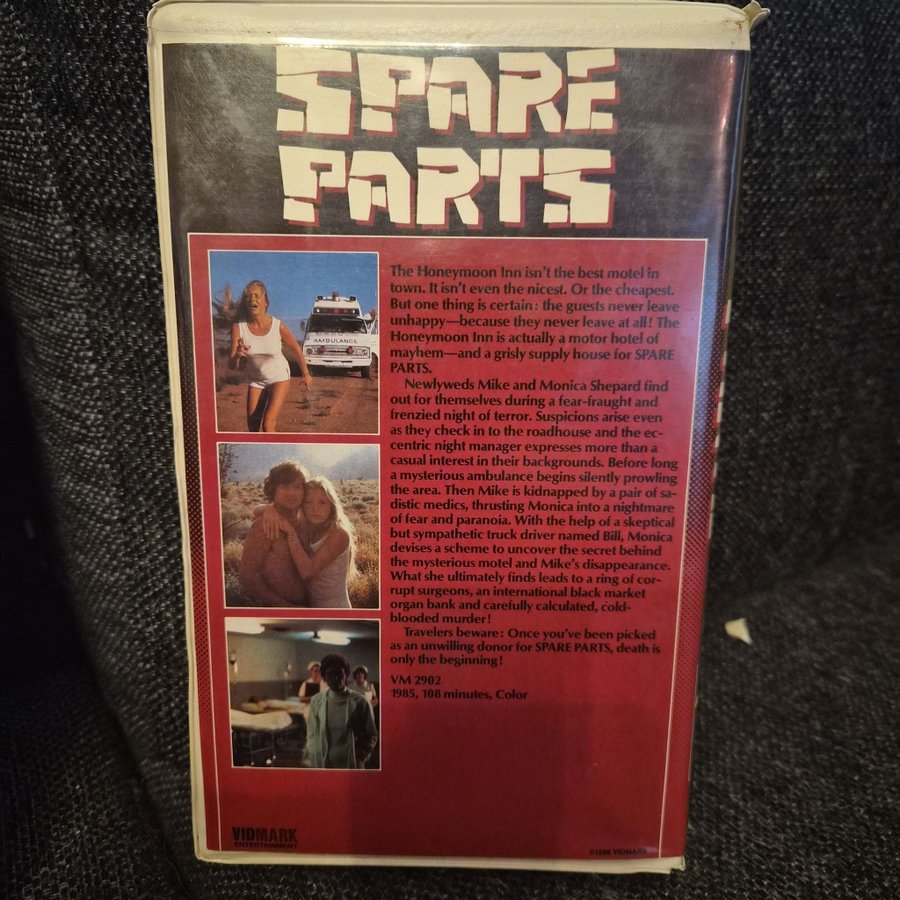 SPARE
PARTS
AMBULANCE
The Honeymoon Inn isn't the best motel in
town. It isn't even the nicest. Or the cheapest.
But one thing is certain: the guests never leave
unhappy—because they never leave at all! The
Honeymoon Inn is actually a motor hotel of
mayhem—and a grisly supply house for SPARE
PARTS.
Newlyweds Mike and Monica Shepard find
out for themselves during a fear-fraught and
frenzied night of terror. Suspicions arise even
as they check in to the roadhouse and the ec-
centric night manager expresses more than a
casual interest in their backgrounds. Before long
a mysterious ambulance begins silently prowling
the area. Then Mike is kidnapped by a pair of sa-
distic medics, thrusting Monica into a nightmare
of fear and paranoia. With the help of a skeptical
but sympathetic truck driver named Bill, Monica
devises a scheme to uncover the secret behind
the mysterious motel and Mike's disappearance.
What she ultimately finds leads to a ring of cor-
rupt surgeons, an international black market
organ bank and carefully calculated, cold-
blooded murder!
Travelers beware: Once you've been picked
as an unwilling donor for SPARE PARTS, death is
only the beginning!
VM 2902
1985, 108 minutes, Color
VIDMARK
ENTERTAINMENT
©1986 VIDMARK